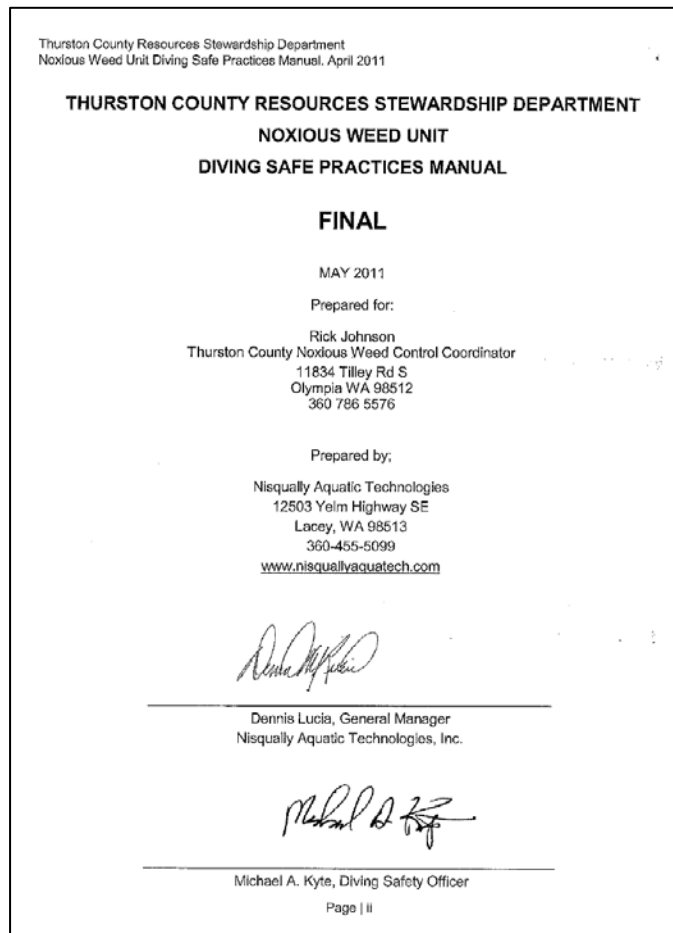 Thurston County Resources Stewardship Department
Noxious Weed Unit Diving Safe Practices Manual. April 2011
THURSTON COUNTY RESOURCES STEWARDSHIP DEPARTMENT
NOXIOUS WEED UNIT
DIVING SAFE PRACTICES MANUAL
FINAL
MAY 2011
Prepared for:
Rick Johnson
Thurston County Noxious Weed Control Coordinator
11834 Tilley Rd S
Olympia WA 98512
360 786 5576
Prepared by;
Nisqually Aquatic Technologies
12503 Yelm Highway SE
Lacey, WA 98513
360-455-5099
www.nisquallyaquatech.com
Dennis Lucia, General Manager
Nisqually Aquatic Technologies, Inc.
Michael A. Kyte, Diving Safety Officer
Page | ii